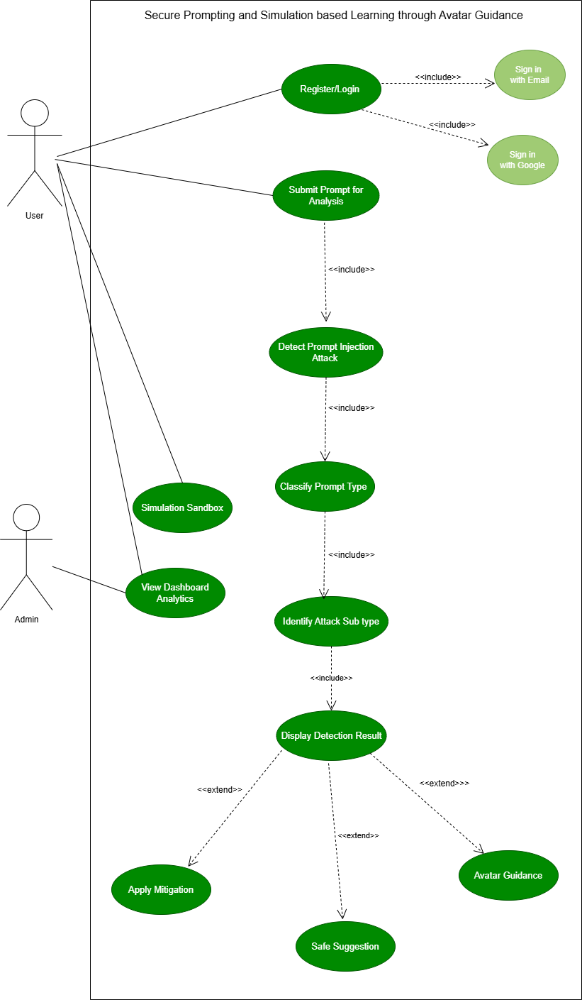 Secure Prompting and Simulation based Learning through Avatar Guidance
Register/Login
<<include>>
Sign in
with Email
<<include>>
Sign in
with Google
User
Submit Prompt for
Analysis
<<include>>
Detect Prompt Injection
Attack
<<include>>
Classify Prompt Type
Simulation Sandbox
<<include>>
View Dashboard
Analytics
Admin
Identify Attack Sub type
<<include>>
Display Detection Result
<<extend>>
<<extend>>>
<<extend>>
Apply Mitigation
Avatar Guidance
Safe Suggestion